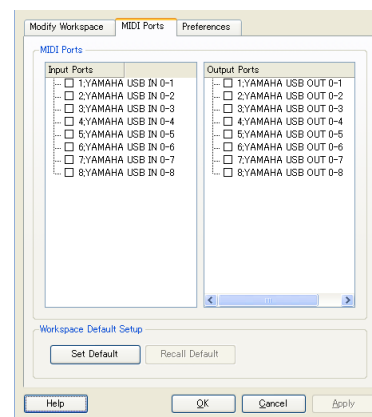 Modify Workspace MIDI Ports Preferences
MIDI Ports
Input Ports
1;YAMAHA USB IN 0-1
2;YAMAHA USB IN 0-2
3;YAMAHA USB IN 0-3
4;YAMAHA USB IN 0-4
5;YAMAHA USB IN 0-5
6;YAMAHA USB IN 0-6
7;YAMAHA USB IN 0-7
8;YAMAHA USB IN 0-8
Output Ports
1;YAMAHA USB OUT 0-1
2;YAMAHA USB OUT 0-2
3;YAMAHA USB OUT 0-3
4;YAMAHA USB OUT 0-4
5;YAMAHA USB OUT 0-5
6;YAMAHA USB OUT 0-6
7;YAMAHA USB OUT 0-7
8;YAMAHA USB OUT 0-8
Workspace Default Setup
Set Default Recall Default
Help OK Cancel Apply